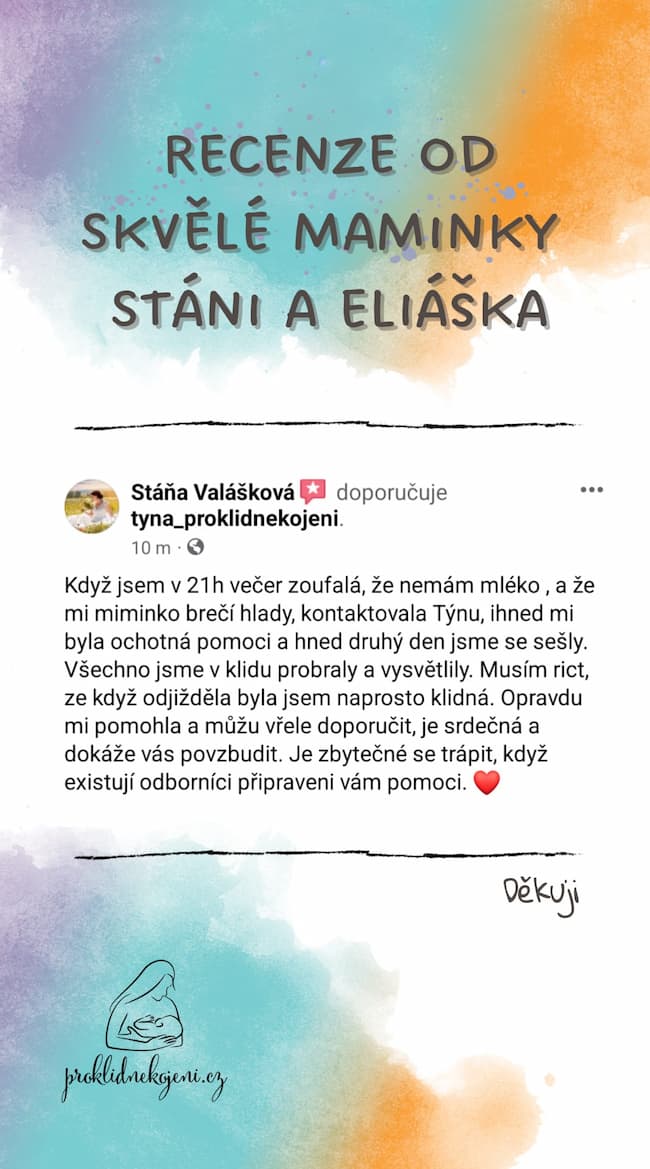 RECENZE OD
SKVĚLÉ MAMINKY
STÁNI A ELIÁŠKA
Stáňa Valášková doporučuje
tyna_proklidnekojeni.
10 m ·
Když jsem v 21h večer zoufalá, že nemám mléko , a že
mi miminko brečí hlady, kontaktovala Týnu, ihned mi
byla ochotná pomoci a hned druhý den jsme se sešly.
Všechno jsme v klidu probraly a vysvětlily. Musím rict,
ze když odjižděla byla jsem naprosto klidná. Opravdu
mi pomohla a můžu vřele doporučit, je srdečná a
dokáže vás povzbudit. Je zbytečné se trápit, když
existují odborníci připraveni vám pomoci. ❤️
Děkuji
proklidnekojeni.cz